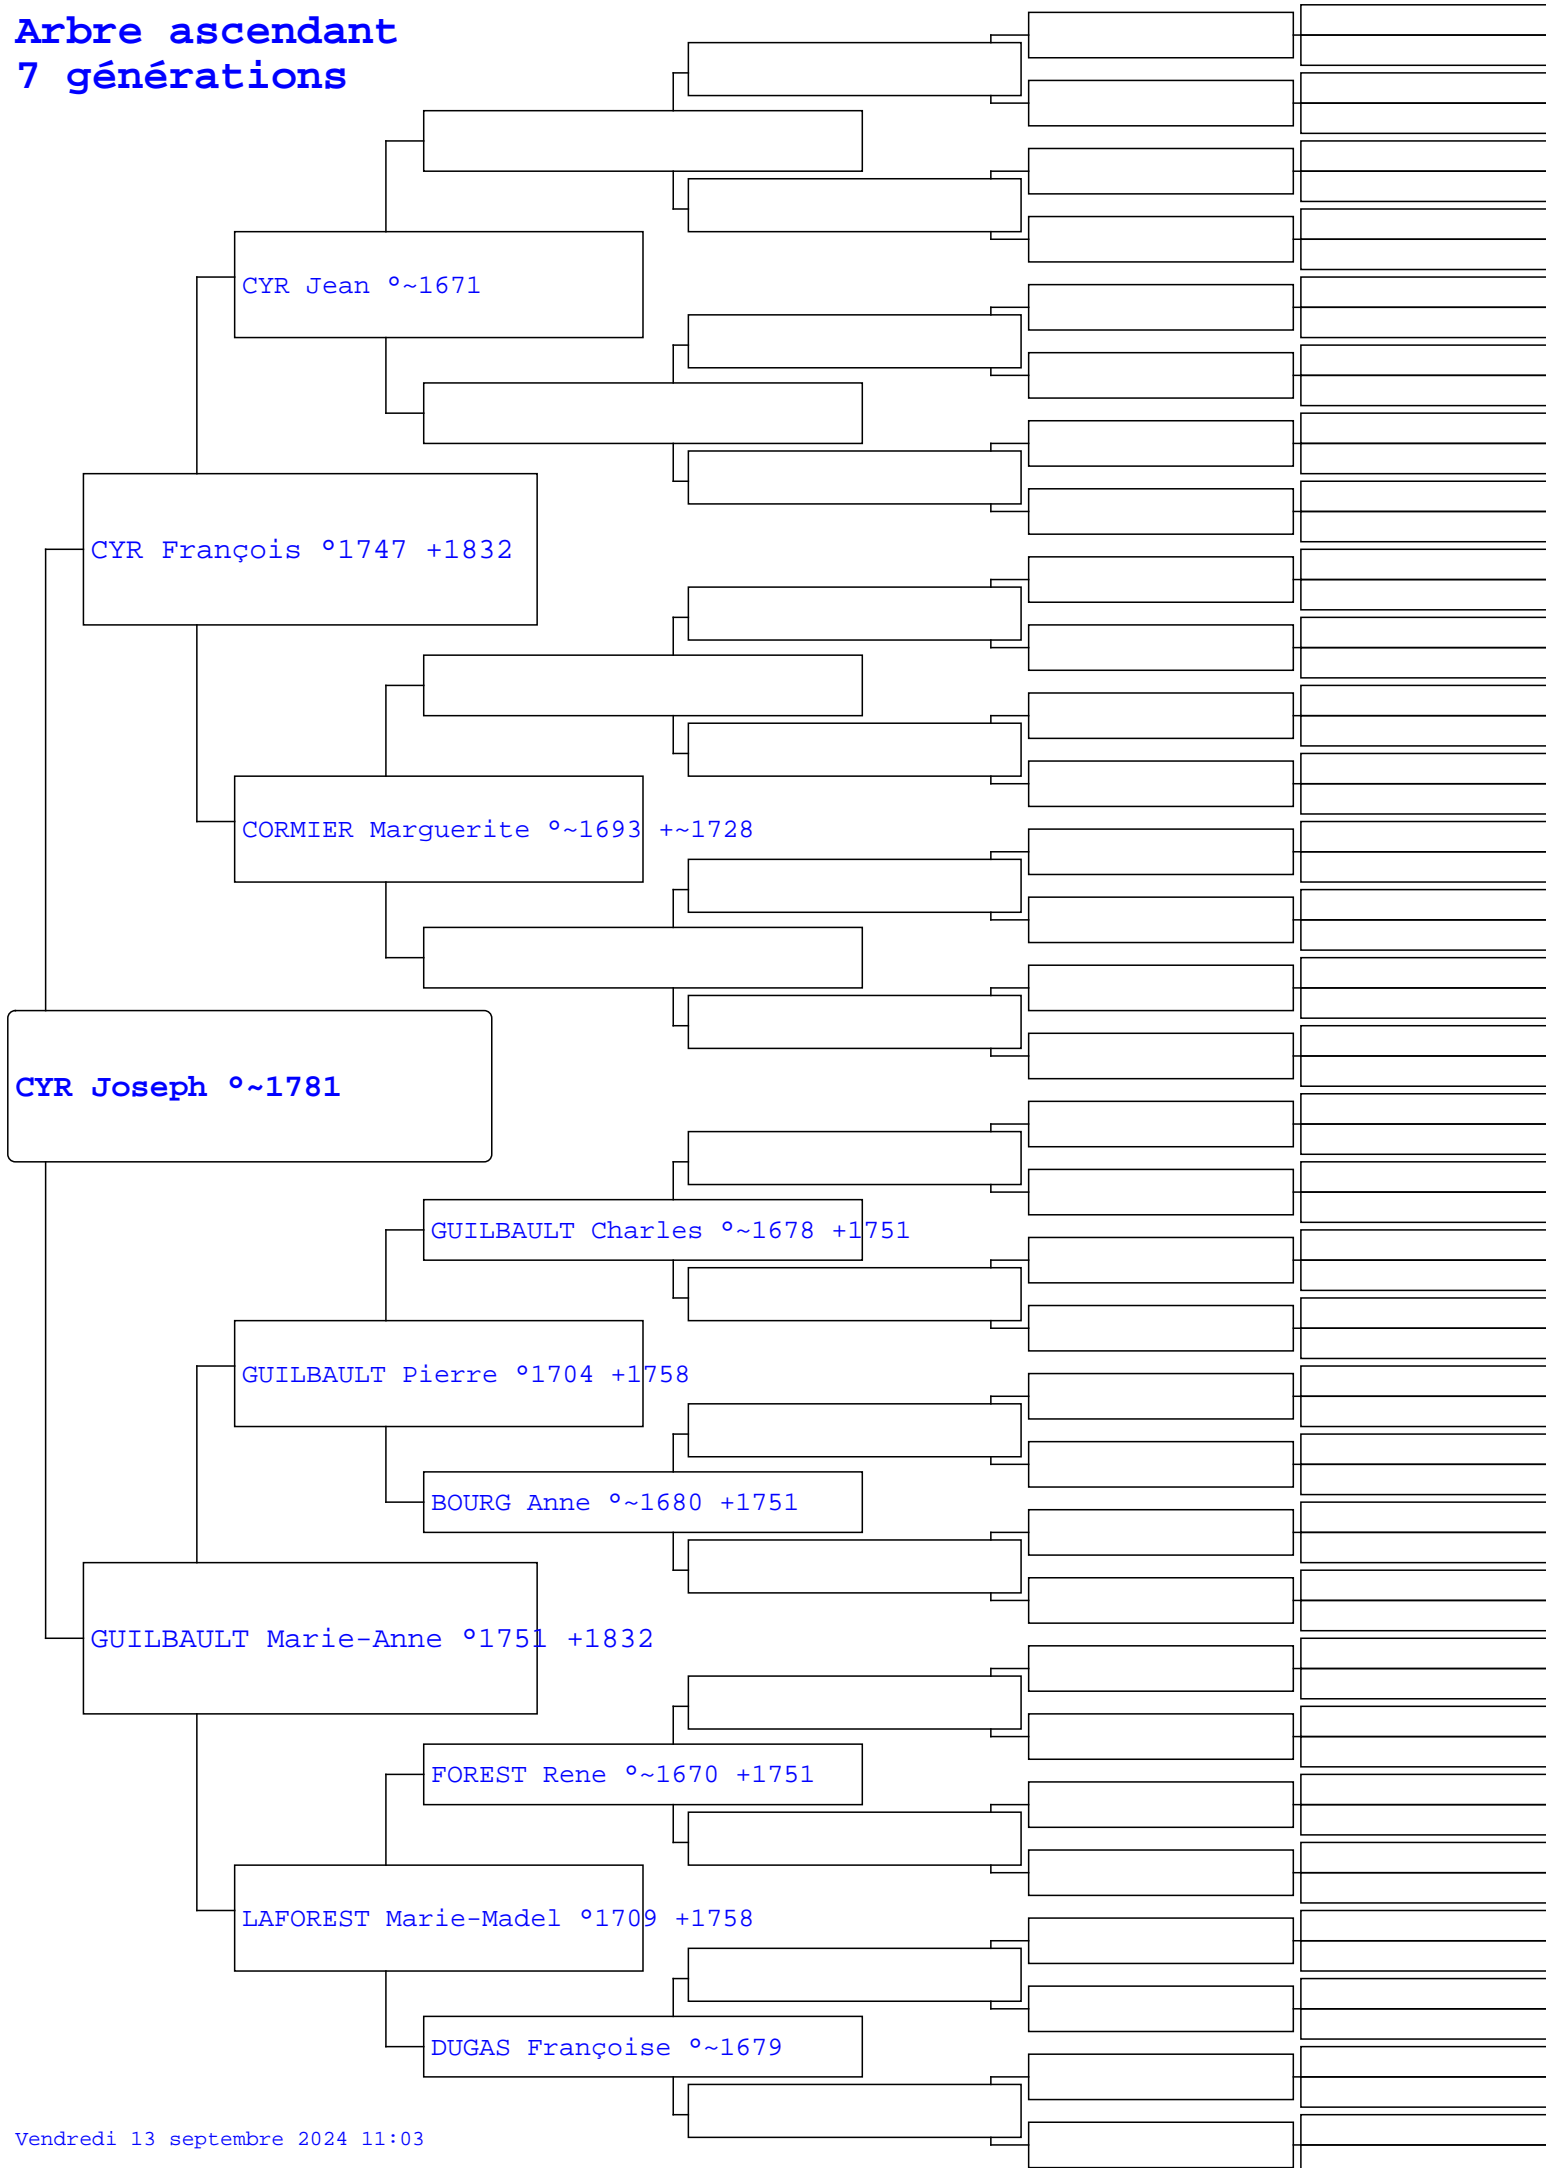 Arbre ascendant
7 générations
CYR Jean °~1671
CYR François °1747 +1832
CORMIER Marguerite °~1693 +~1728
CYR Joseph °~1781
GUILBAULT Charles °~1678 +1751
GUILBAULT Pierre °1704 +1758
BOURG Anne °~1680 +1751
GUILBAULT Marie-Anne °1751 +1832
FOREST Rene °~1670 +1751
LAFOREST Marie-Madel °1709 +1758
DUGAS Françoise °~1679
Vendredi 13 septembre 2024 11:03